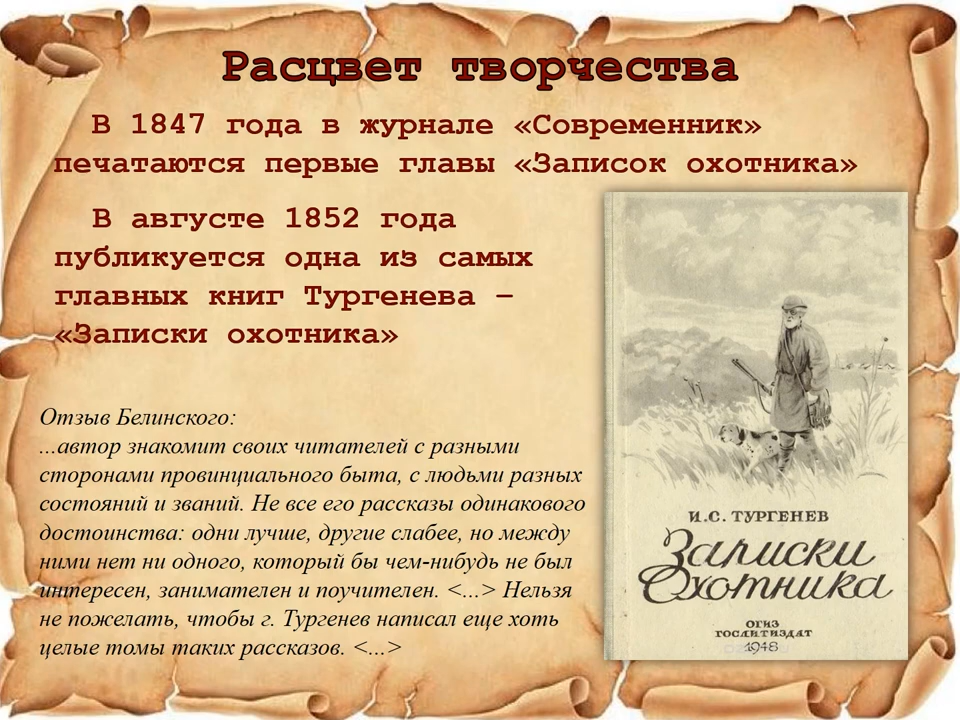 Расцвет творчества
В 1847 года в журнале «Современник»
печатаются первые главы «Записок охотника»
В августе 1852 года
публикуется одна из самых
главных книг Тургенева –
«Записки охотника»
Отзыв Белинского:
...автор знакомит своих читателей с разными
сторонами провинциального быта, с людьми разных
состояний и званий. Не все его рассказы одинакового
достоинства: одни лучше, другие слабее, но между
ними нет ни одного, который бы чем-нибудь не был
интересен, занимателен и поучителен. <...> Нельзя
не пожелать, чтобы г. Тургенев написал еще хоть
целые томы таких рассказов. <...>
И.С. ТУРГЕНЕВ
Записки
Охотника
ОГИЗ
ГОСЛИТИЗДАТ
1948